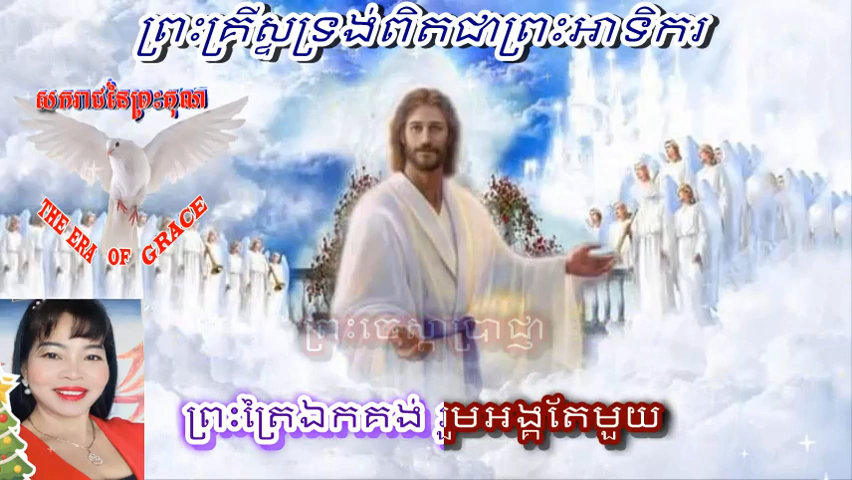 ព្រះគ្រីស្ទទ្រង់ពិតជាព្រះអាទិករ
សករាជនៃព្រះគុណ
THE ERA OF GRACE
ព្រះចេស្ដាប្រាជ្ញា
ព្រះត្រៃឯកគង់ រួមអង្គតែមួយ